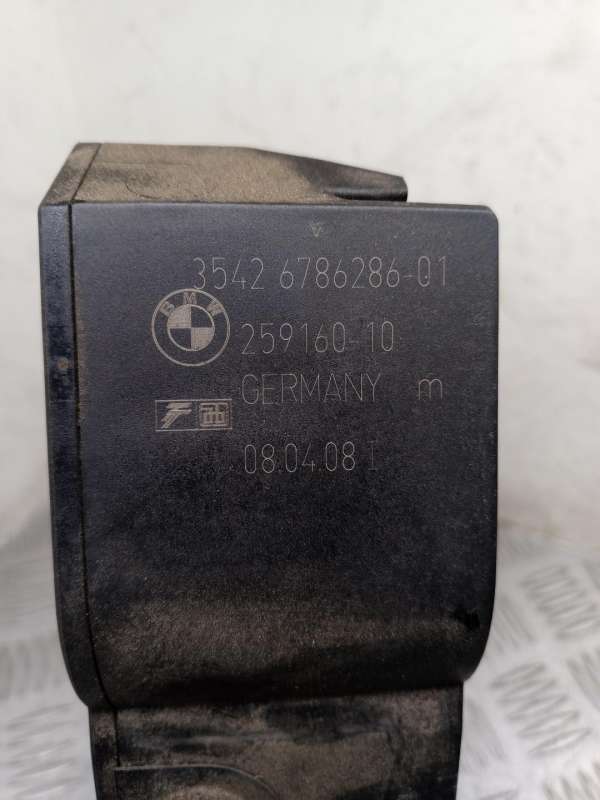 3542 6786286-01
BMW
259160-10
GERMANY m
08.04.08 I